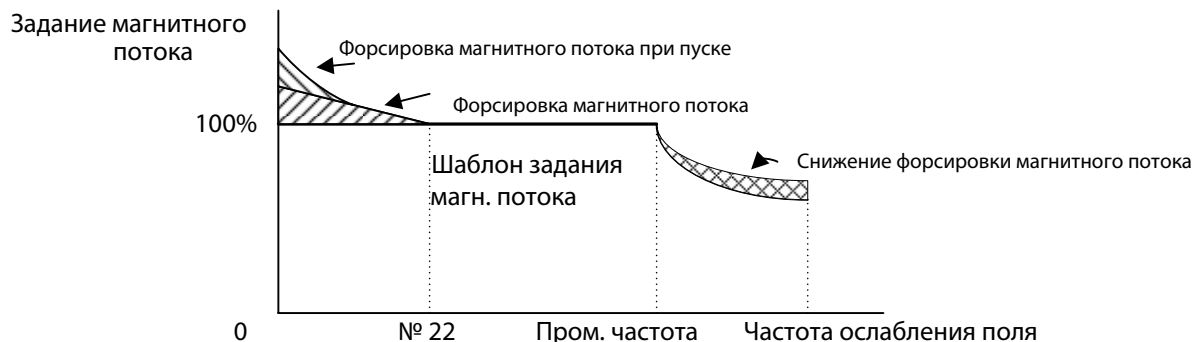 Задание магнитного
потока
Форсировка магнитного потока при пуске
Форсировка магнитного потока
100%
Шаблон задания
магн. потока
Снижение форсировки магнитного потока
0 № 22 Пром. частота Частота ослабления поля